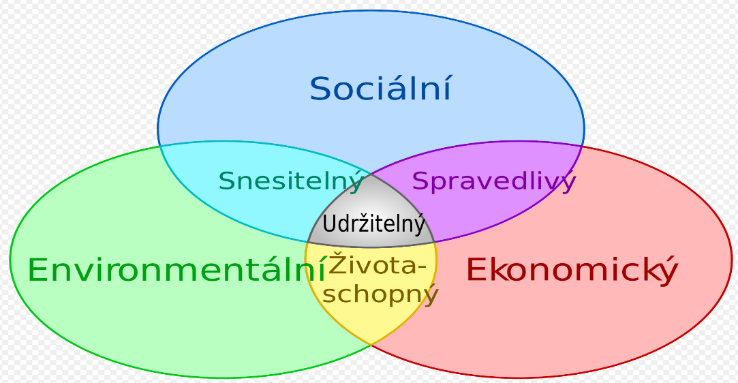 Sociální
Snesitelný
Spravedlivý
Udržitelný
Environmentální
Života-
schopný
Ekonomický